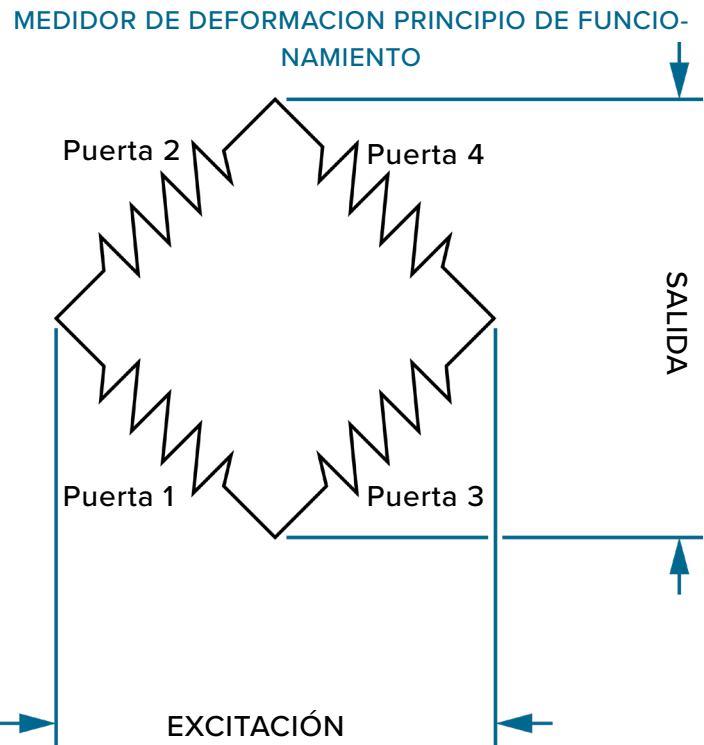 MEDIDOR DE DEFORMACION PRINCIPIO DE FUNCIO-
NAMIENTO
Puerta 2
Puerta 4
SALIDA
Puerta 1
Puerta 3
EXCITACIÓN